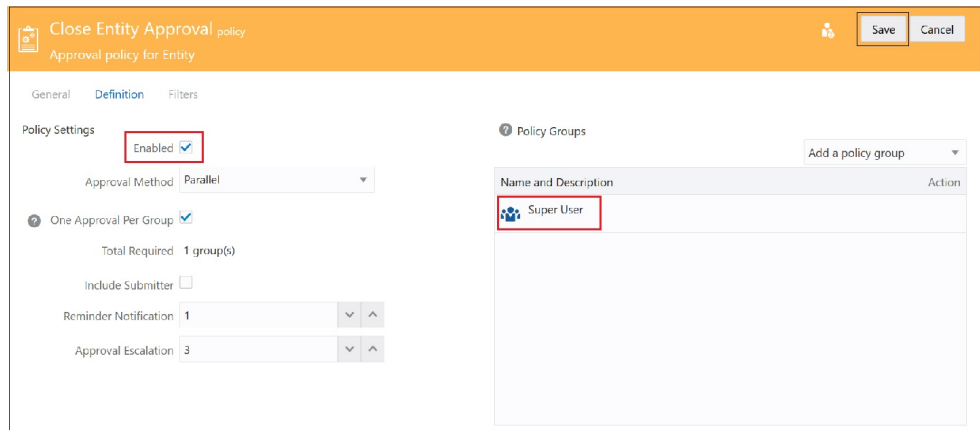 Close Entity Approval policy
Approval policy for Entity
Save
Cancel
General Definition Filters
Policy Settings
Enabled
Approval Method Parallel
One Approval Per Group
Total Required 1 group(s)
Include Submitter
Reminder Notification 1
Approval Escalation 3
? Policy Groups
Add a policy group
Name and Description Action
Super User